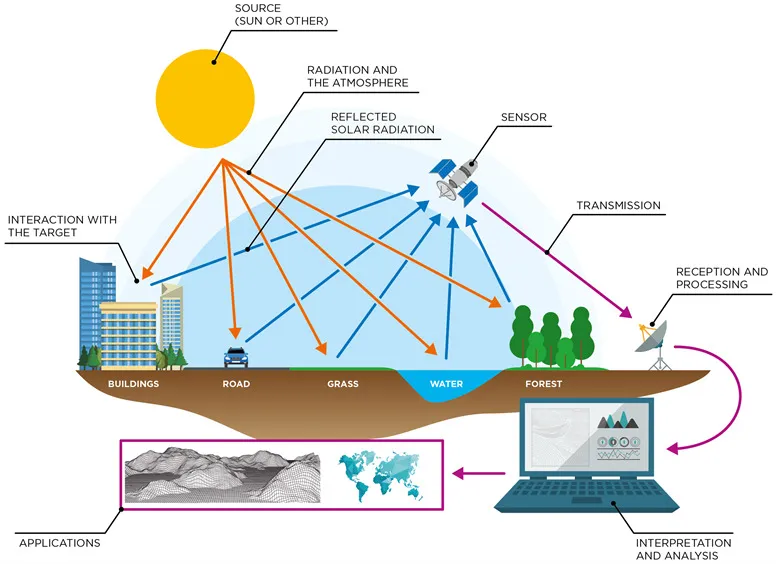 SOURCE
(SUN OR OTHER)
RADIATION AND
THE ATMOSPHERE
REFLECTED
SOLAR RADIATION
SENSOR
TRANSMISSION
INTERACTION WITH
THE TARGET
RECEPTION AND
PROCESSING
BUILDINGS
ROAD
GRASS
WATER
FOREST
APPLICATIONS
INTERPRETATION
AND ANALYSIS